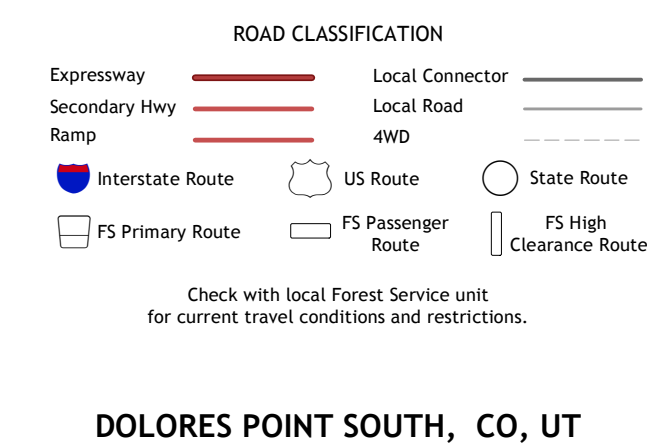 ROAD CLASSIFICATION
Expressway
Local Connector
Secondary Hwy
Local Road
Ramp
4WD
Interstate Route
US Route
State Route
FS Primary Route
FS Passenger
Route
FS High
Clearance Route
Check with local Forest Service unit
for current travel conditions and restrictions.
DOLORES POINT SOUTH, CO, UT